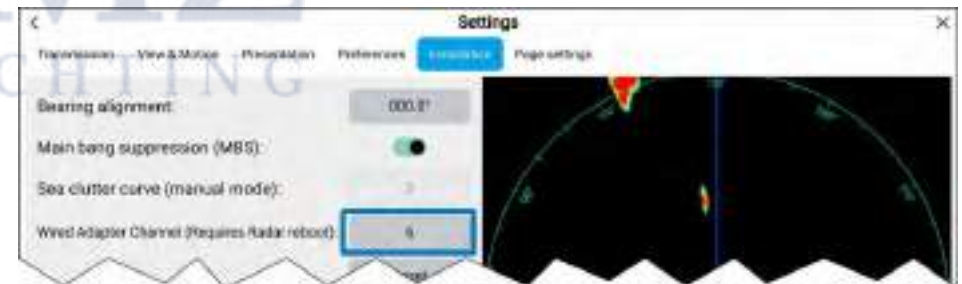 Settings
Transmission View & Motion Presentation Preferences Installation Page settings
Bearing alignment: 000.0°
Main bang suppression (MBS):
Sea clutter curve (manual mode):
Wired Adapter Channel (Requires Radar reboot): 6
CHTING